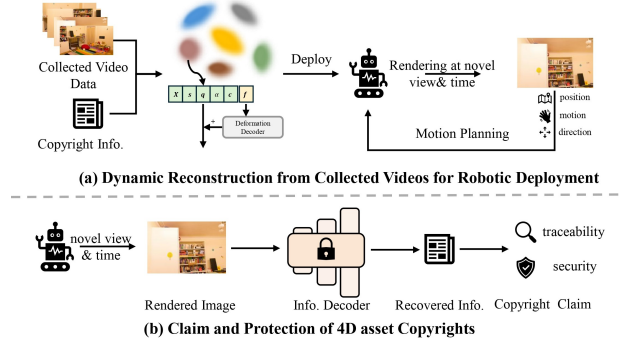 Collected Video
Data
Copyright Info.
X s q α c f
α
+
Deformation
Decoder
Deploy
Rendering at novel
view& time
position
motion
direction
Motion Planning
(a) Dynamic Reconstruction from Collected Videos for Robotic Deployment
novel view
& time
Rendered Image
Info. Decoder
Recovered Info.
traceability
security
Copyright Claim
(b) Claim and Protection of 4D asset Copyrights